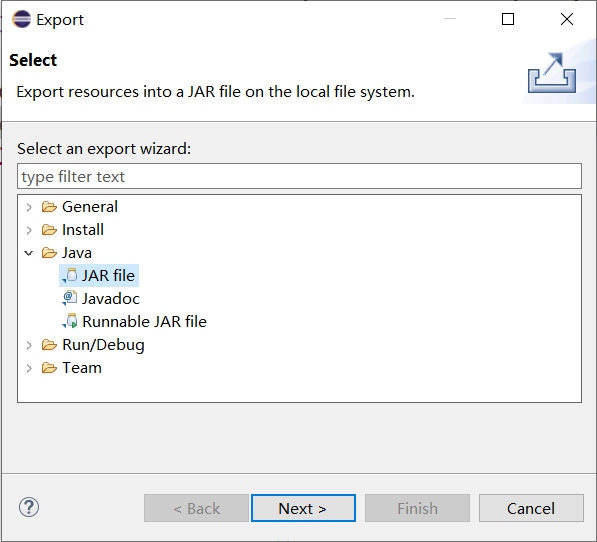 Export
Select
Export resources into a JAR file on the local file system.
Select an export wizard:
type filter text
General
Install
Java
JAR file
Javadoc
Runnable JAR file
Run/Debug
Team
?
< Back
Next >
Finish
Cancel